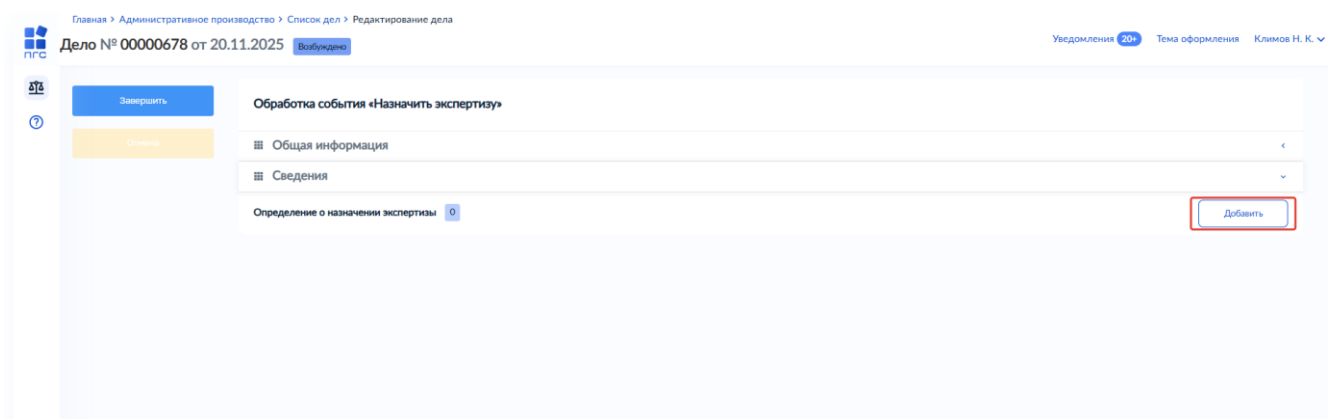 Главная > Административное производство > Список дел > Редактирование дела
Дело № 00000678 от 20.11.2025 Возбуждено
Уведомления 20+ Тема оформления Климов Н. К.
пгс
Завершить
Отмена
Обработка события «Назначить экспертизу»
Общая информация
Сведения
Определение о назначении экспертизы 0
Добавить